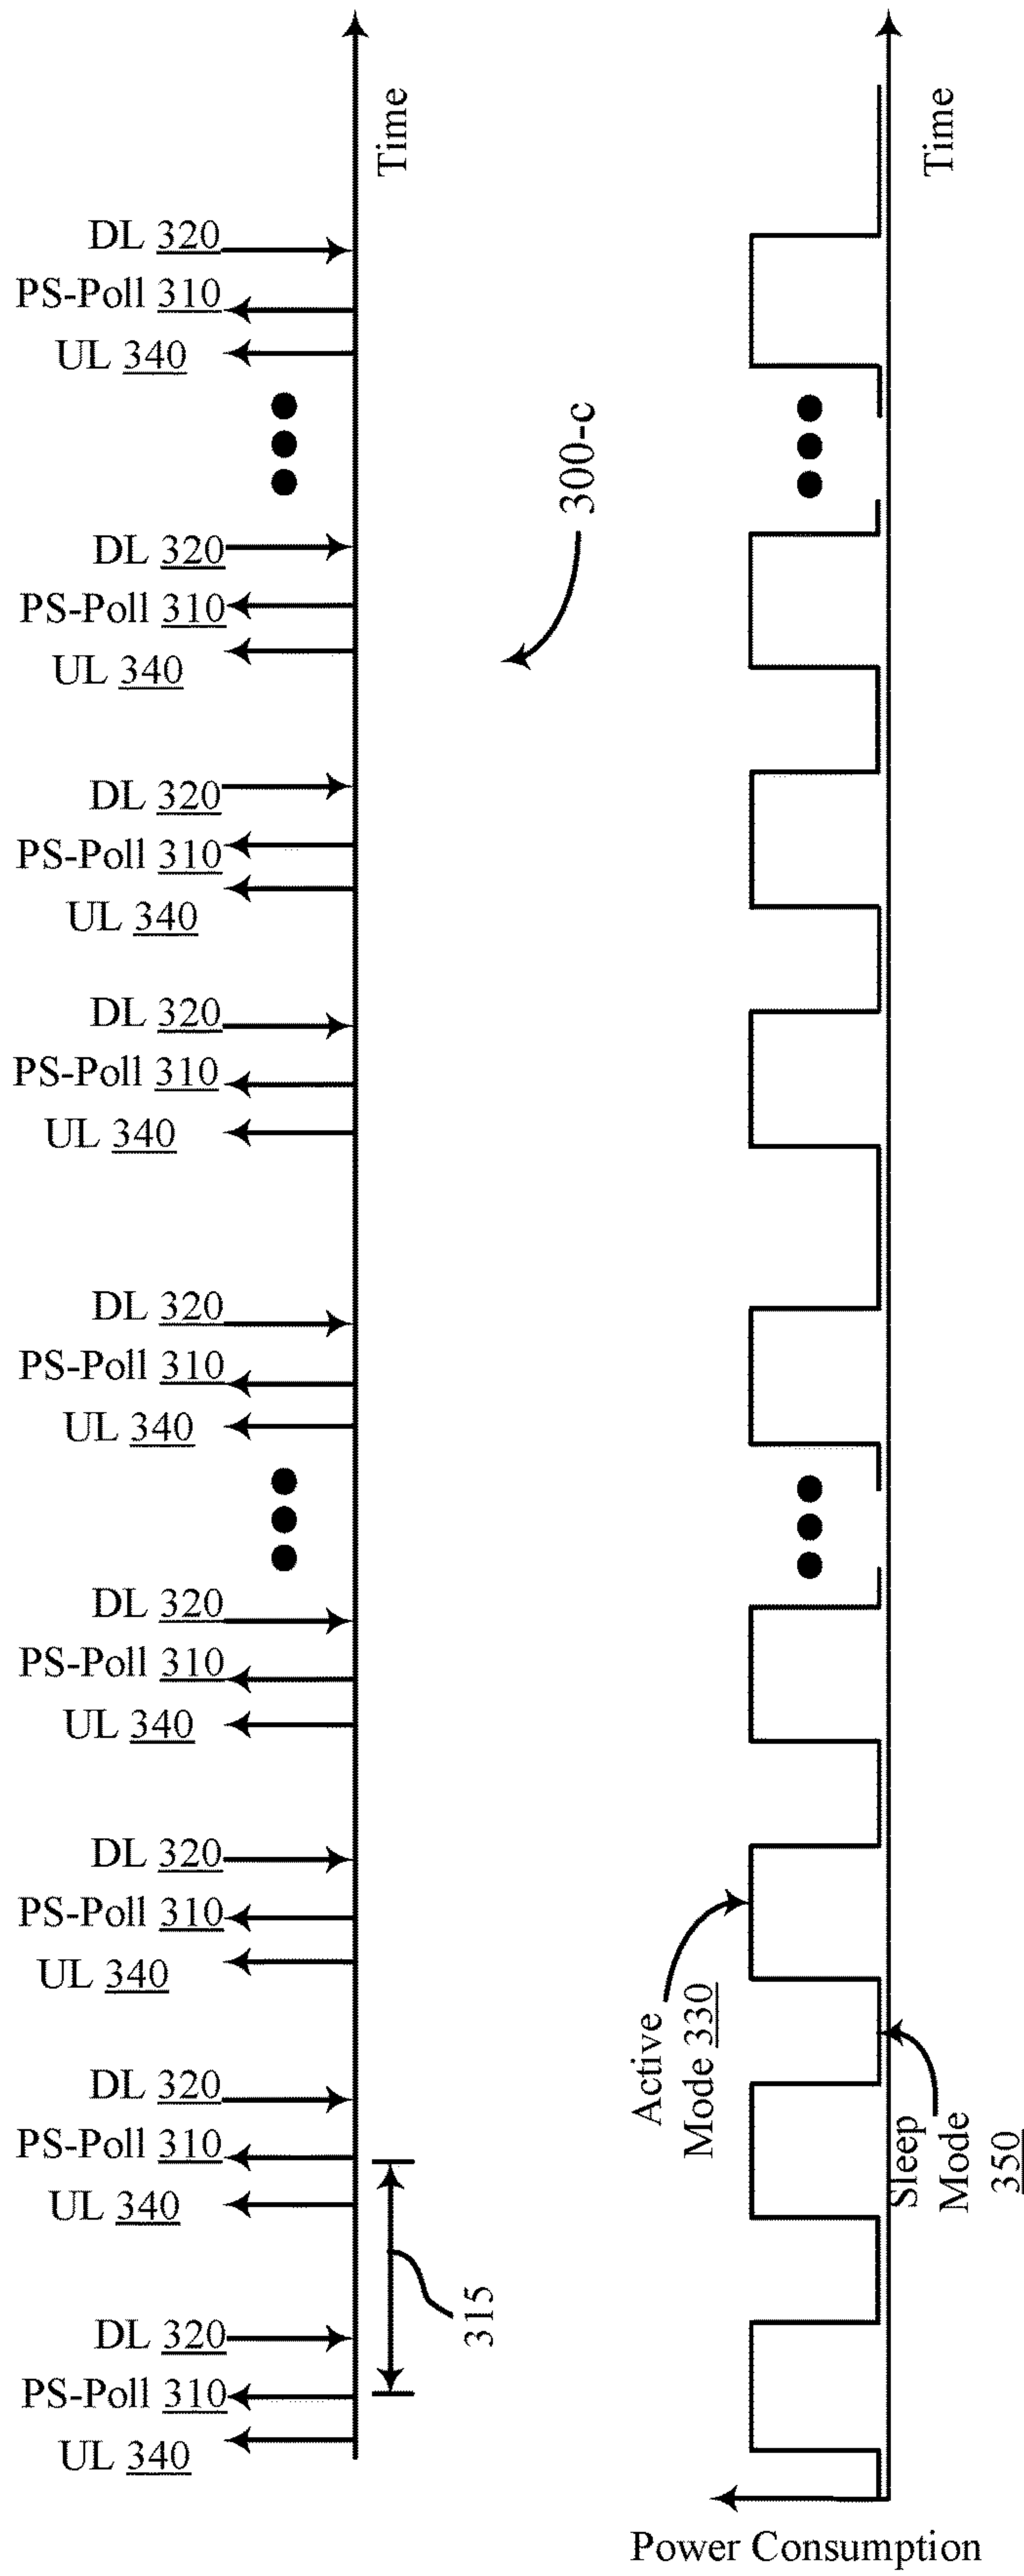 Time
DL 320
PS-Poll 310
UL 340
DL 320
PS-Poll 310
UL 340
DL 320
PS-Poll 310
UL 340
DL 320
PS-Poll 310
UL 340
DL 320
PS-Poll 310
UL 340
DL 320
PS-Poll 310
UL 340
DL 320
PS-Poll 310
UL 340
DL 320
PS-Poll 310
UL 340
DL 320
PS-Poll 310
UL 340
315
300-c
Time
Active
Mode 330
Sleep
Mode
350
Power Consumption